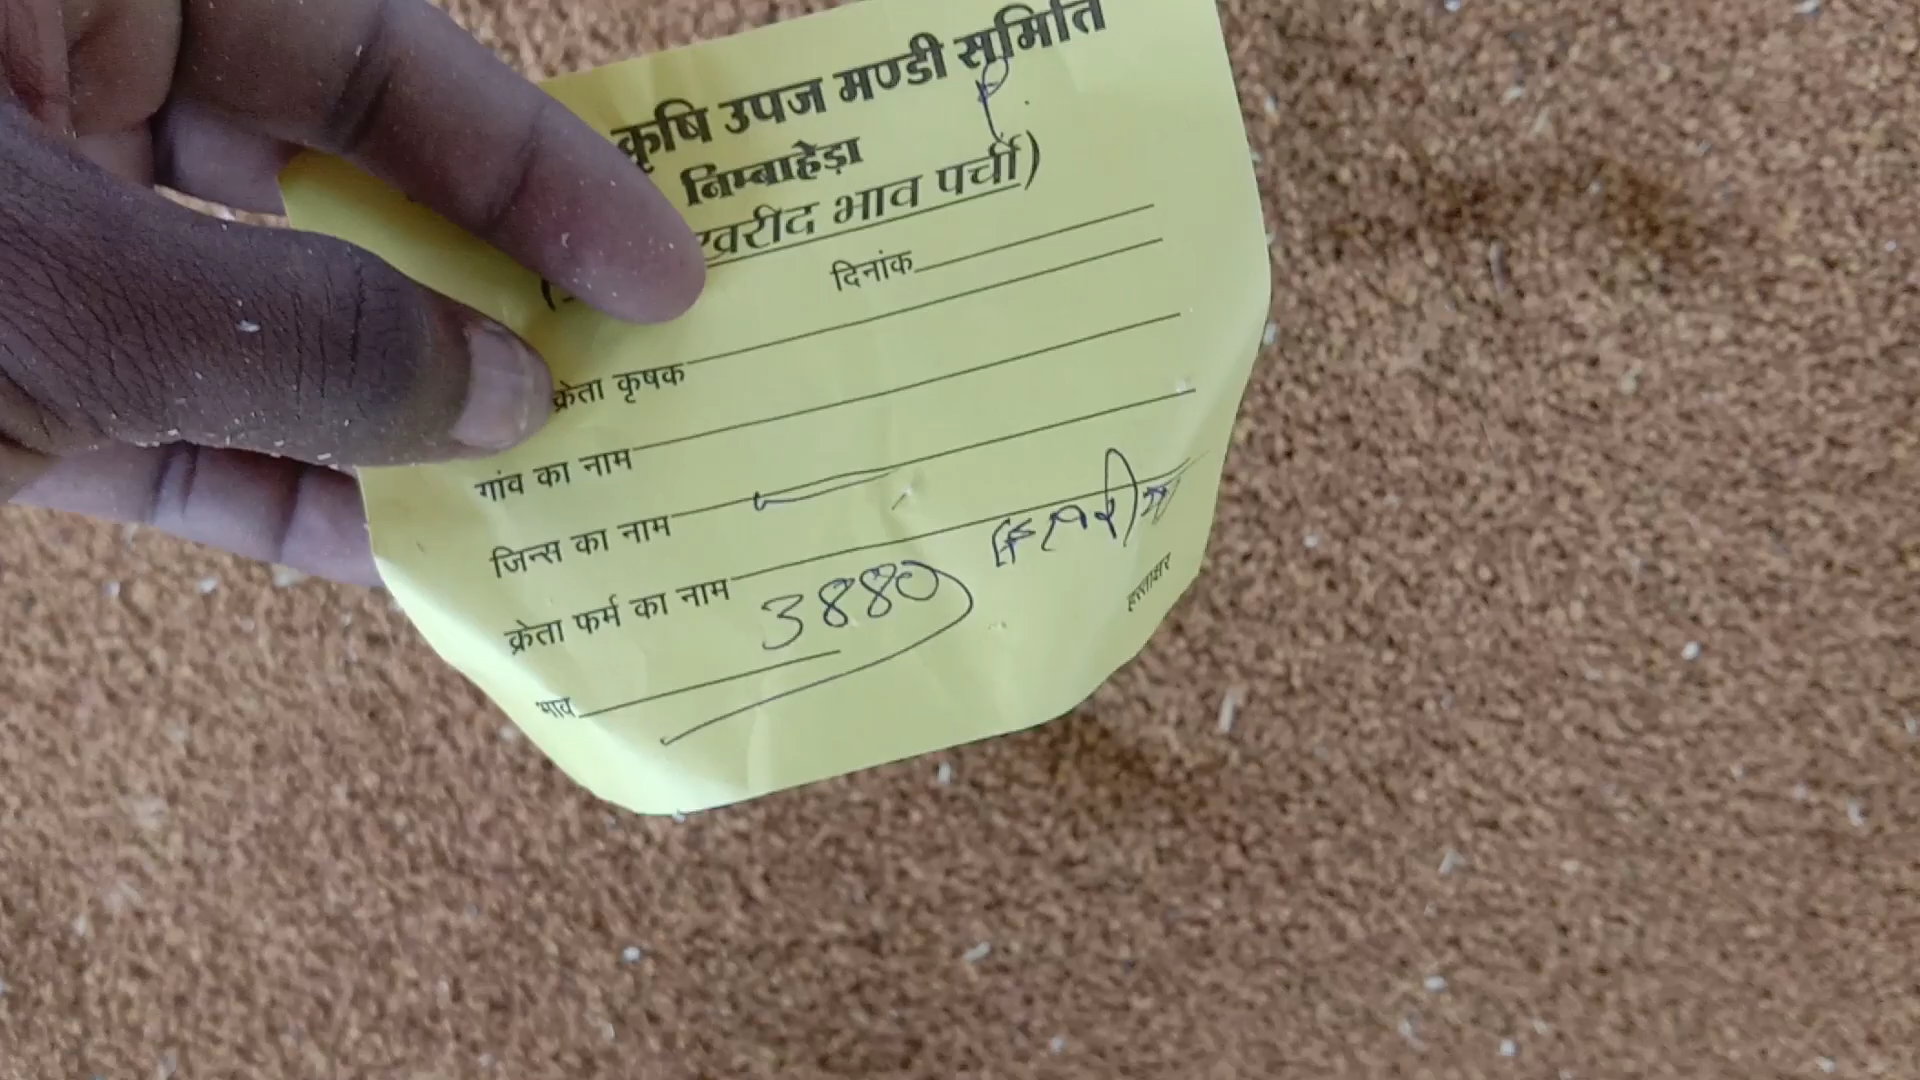 कृषि उपज मण्डी समिति
निम्बाहेड़ा
खरीद भाव पर्ची)
दिनांक
क्रेता कृषक
गांव का नाम
जिन्स का नाम
क्रेता फर्म का नाम
3880
भाव
हस्ताक्षर